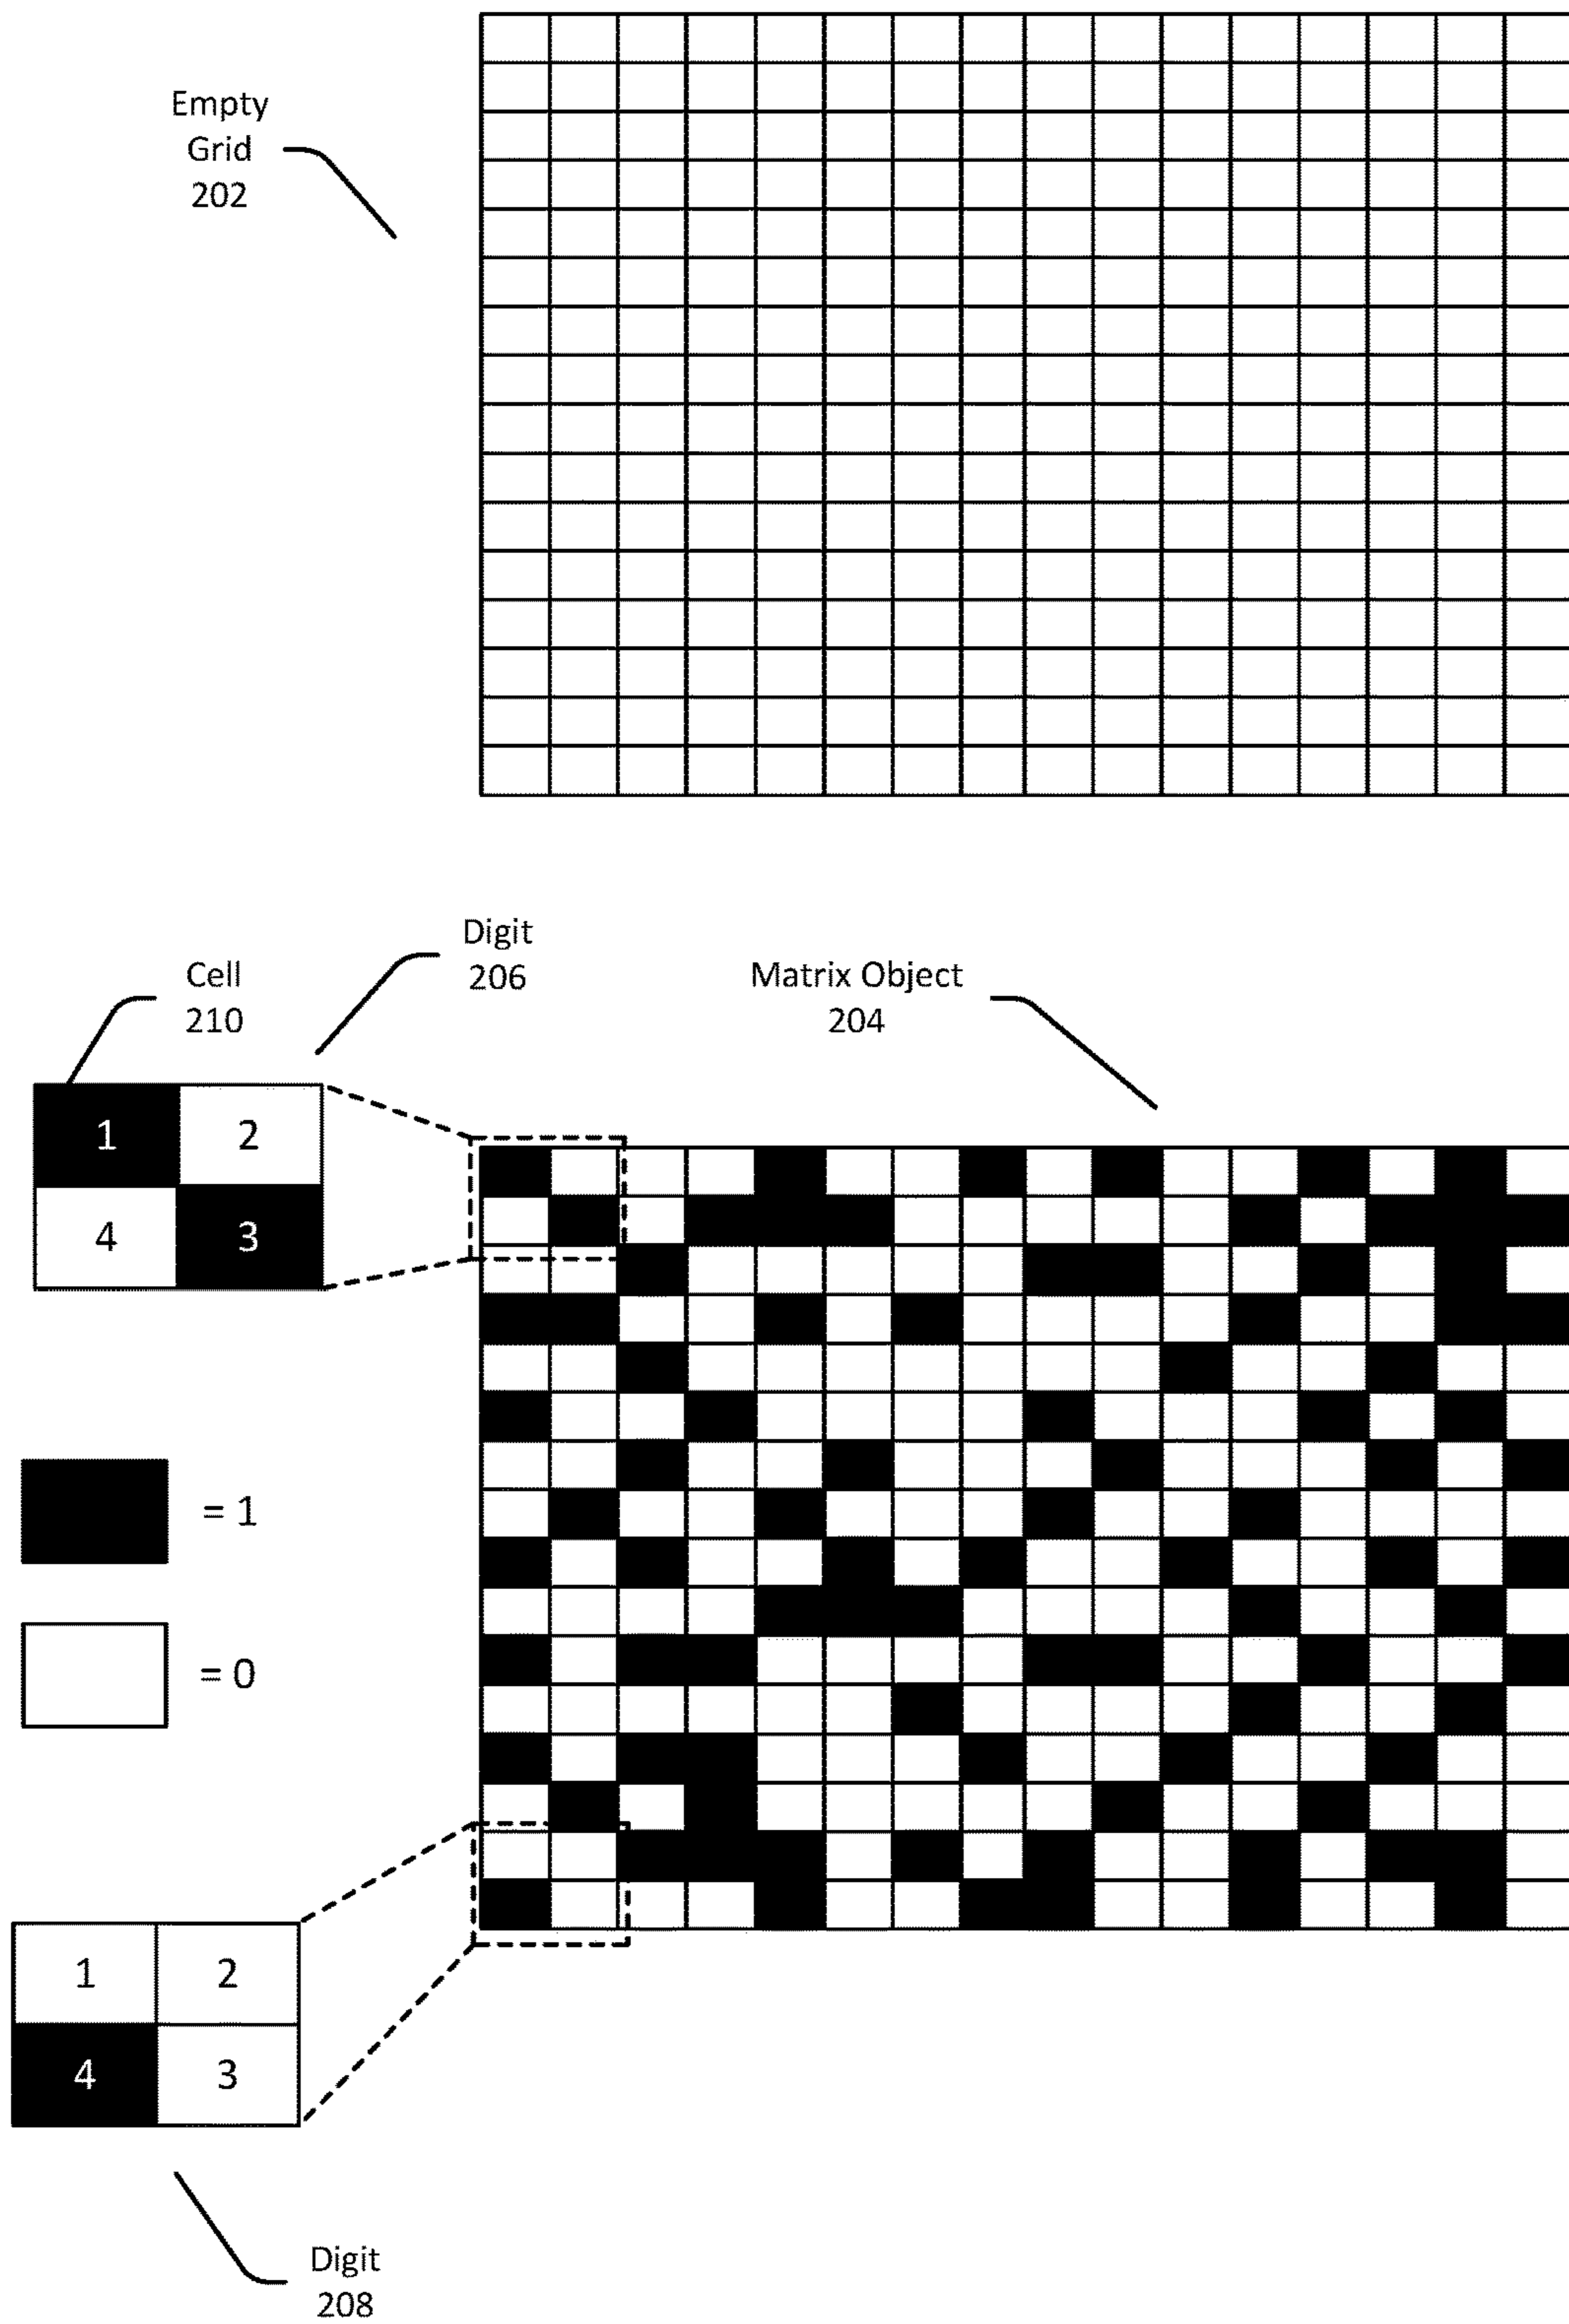 Empty
Grid
202
Digit
206
Cell
210
Matrix Object
204
1 2
4 3
= 1
= 0
1 2
4 3
Digit
208